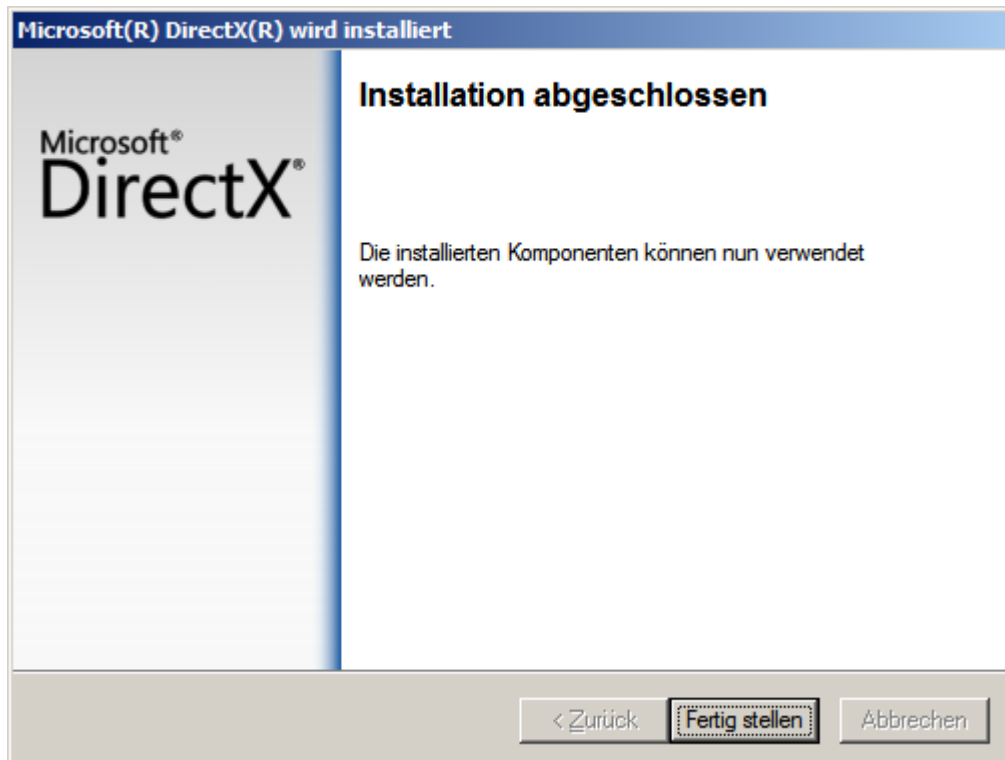 Microsoft(R) DirectX(R) wird installiert
Installation abgeschlossen
Microsoft®
DirectX®
Die installierten Komponenten können nun verwendet
werden.
< Zurück
Fertig stellen
Abbrechen